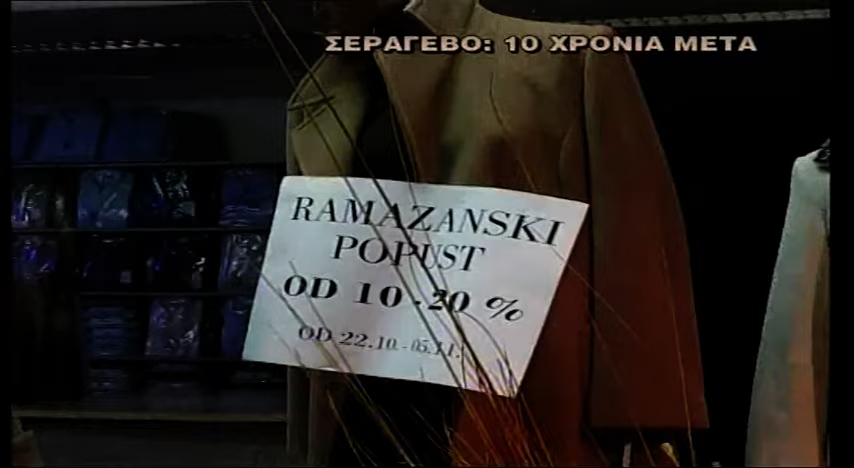 ΣΕΡΑΓΕΒΟ: 10 ΧΡΟΝΙΑ ΜΕΤΑ
RAMAZANSKI
POPUST
OD 10-20 %
OD 22.10.-05.11.